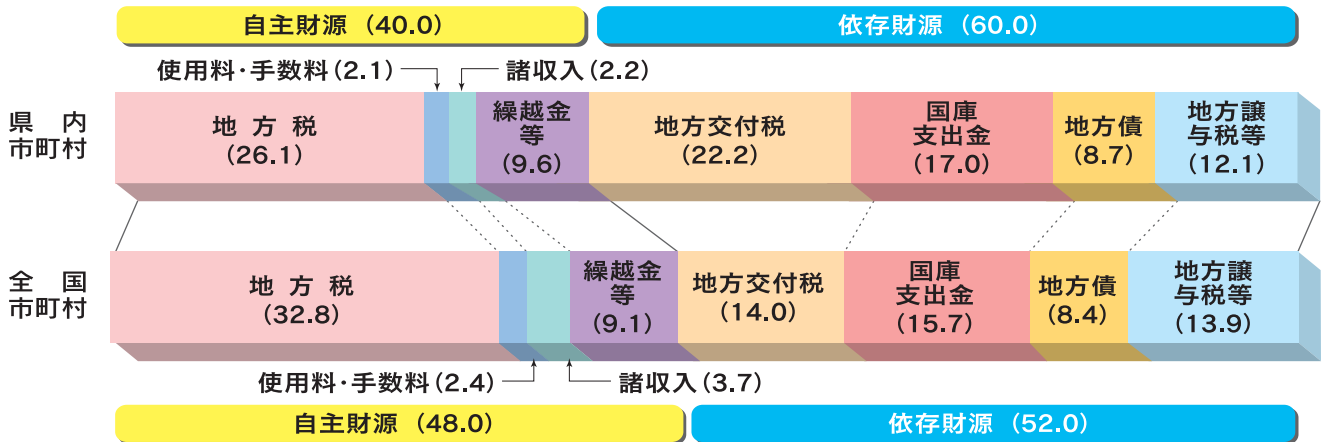 自主財源（40.0）
依存財源（60.0）
使用料・手数料（2.1）
諸収入（2.2）
県　内
市町村
地 方 税
（26.1）
繰越金
等
（9.6）
地方交付税
（22.2）
国庫
支出金
（17.0）
地方債
（8.7）
地方譲
与税等
（12.1）
全　国
市町村
地 方 税
（32.8）
繰越金
等
（9.1）
地方交付税
（14.0）
国庫
支出金
（15.7）
地方債
（8.4）
地方譲
与税等
（13.9）
使用料・手数料（2.4）
諸収入（3.7）
自主財源（48.0）
依存財源（52.0）